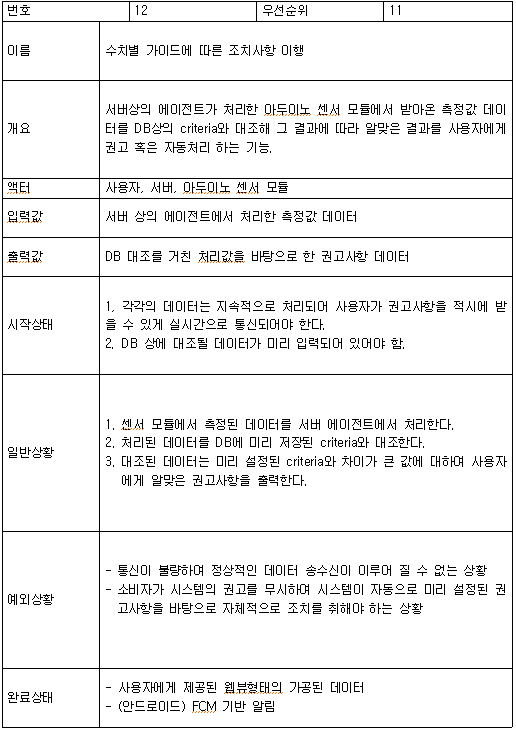 번호 12 우선순위 11
이름 수치별 가이드에 따른 조치사항 이행
서버상의 에이전트가 처리한 아두이노 센서 모듈에서 받아온 측정값 데이
개요 터를 DB상의 criteria와 대조해 그 결과에 따라 알맞은 결과를 사용자에게
권고 혹은 자동처리 하는 기능.
액터 사용자, 서버, 아두이노 센서 모듈
입력값 서버 상의 에이전트에서 처리한 측정값 데이터
출력값 DB 대조를 거친 처리값을 바탕으로 한 권고사항 데이터
1. 각각의 데이터는 지속적으로 처리되어 사용자가 권고사항을 적시에 받
시작상태 을 수 있게 실시간으로 통신되어야 한다.
2. DB 상에 대조될 데이터가 미리 입력되어 있어야 함.
1. 센서 모듈에서 측정된 데이터를 서버 에이전트에서 처리한다.
2. 처리된 데이터를 DB에 미리 저장된 criteria와 대조한다.
일반상황 3. 대조된 데이터는 미리 설정된 criteria와 차이가 큰 값에 대하여 사용자
에게 알맞은 권고사항을 출력한다.
- 통신이 불량하여 정상적인 데이터 송수신이 이루어 질 수 없는 상황
예외상황 - 소비자가 시스템의 권고를 무시하여 시스템이 자동으로 미리 설정된 권
고사항을 바탕으로 자체적으로 조치를 취해야 하는 상황
완료상태 - 사용자에게 제공된 웹뷰형태의 가공된 데이터
- (안드로이드) FCM 기반 알림